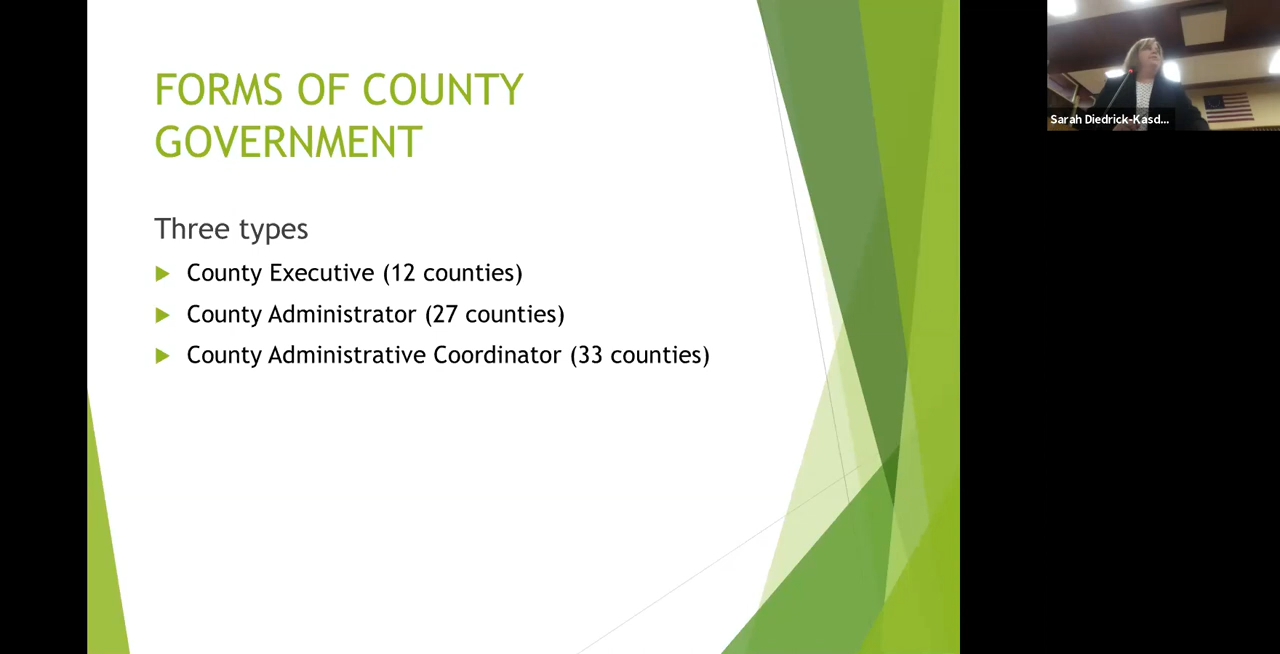 FORMS OF COUNTY
GOVERNMENT
Three types
County Executive (12 counties)
County Administrator (27 counties)
County Administrative Coordinator (33 counties)
Sarah Diedrick-Kasd...